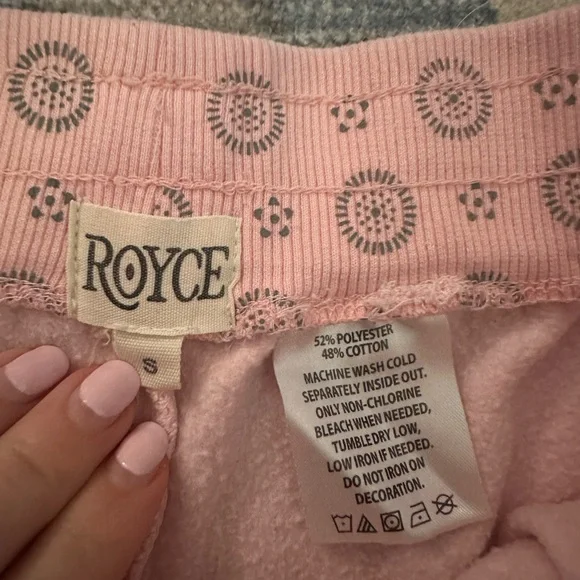 ROYCE
S
52% POLYESTER
48% COTTON
MACHINE WASH COLD
SEPARATELY INSIDE OUT.
ONLY NON-CHLORINE
BLEACH WHEN NEEDED,
TUMBLE DRY LOW,
LOW IRON IF NEEDED.
DO NOT IRON ON
DECORATION.